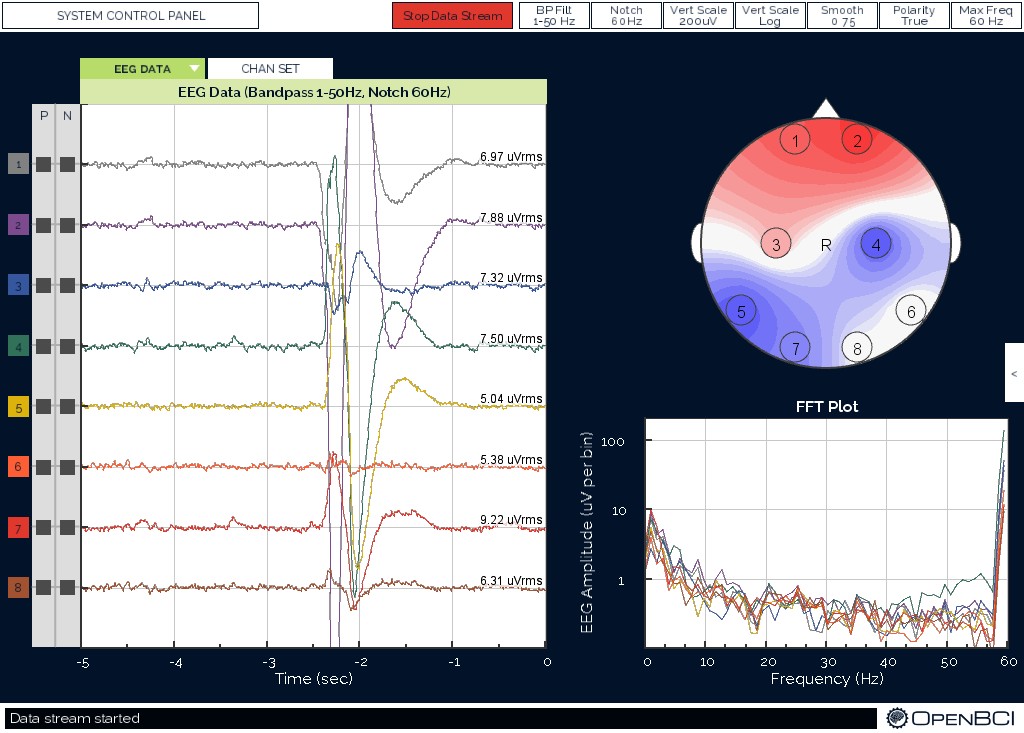 SYSTEM CONTROL PANEL
Stop Data Stream
BP Filt
1-50 Hz
Notch
60Hz
Vert Scale
200uV
Vert Scale
Log
Smooth
0.75
Polarity
True
Max Freq
60 Hz
EEG DATA
CHAN SET
EEG Data (Bandpass 1-50Hz, Notch 60Hz)
P N
1
6.97 uVrms
2
7.88 uVrms
3
7.32 uVrms
4
7.50 uVrms
5
5.04 uVrms
6
5.38 uVrms
7
9.22 uVrms
8
6.31 uVrms
-5 -4 -3 -2 -1 0
Time (sec)
1 2
3 R 4
5 6
7 8
<
FFT Plot
EEG Amplitude (uV per bin)
100
10
1
0 10 20 30 40 50 60
Frequency (Hz)
Data stream started
OPENBCI